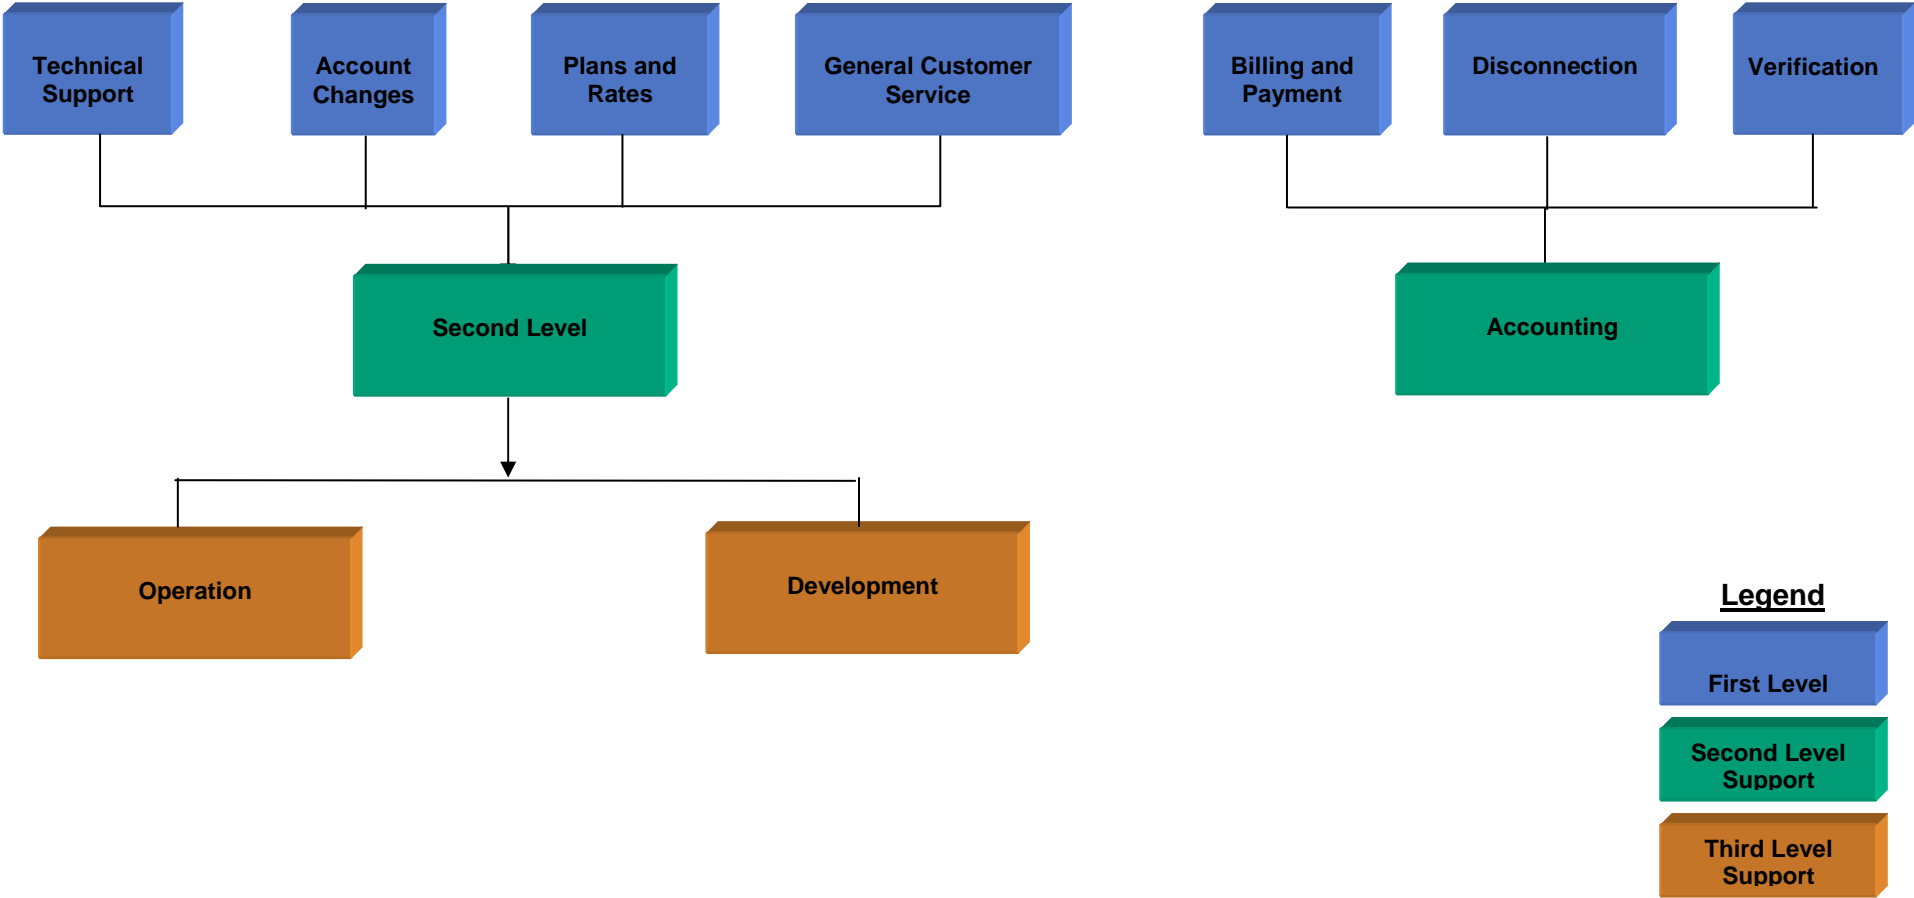 Technical
Support
Account
Changes
Plans and
Rates
General Customer
Service
Billing and
Payment
Disconnection
Verification
Second Level
Accounting
Operation
Development
Legend
First Level
Second Level
Support
Third Level
Support